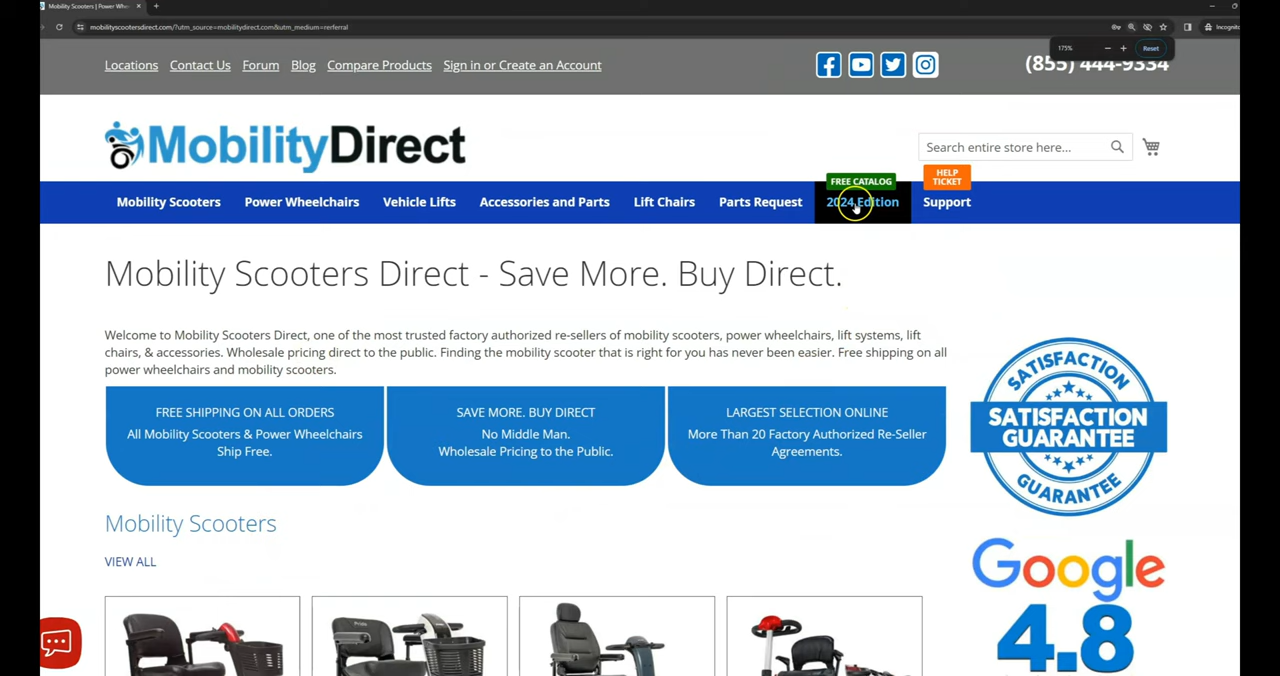 Mobility Scooters | Power Whe
mobilityscootersdirect.com/?utm_source=mobilitydirect.com&utm_medium=rerferral
Incognito
175%
Reset
Locations
Contact Us
Forum
Blog
Compare Products
Sign in or Create an Account
(855) 444-9334
MobilityDirect
Search entire store here...
FREE CATALOG
HELP
TICKET
Mobility Scooters
Power Wheelchairs
Vehicle Lifts
Accessories and Parts
Lift Chairs
Parts Request
2024 Edition
Support
Mobility Scooters Direct - Save More. Buy Direct.
Welcome to Mobility Scooters Direct, one of the most trusted factory authorized re-sellers of mobility scooters, power wheelchairs, lift systems, lift
chairs, & accessories. Wholesale pricing direct to the public. Finding the mobility scooter that is right for you has never been easier. Free shipping on all
power wheelchairs and mobility scooters.
FREE SHIPPING ON ALL ORDERS
All Mobility Scooters & Power Wheelchairs
Ship Free.
SAVE MORE. BUY DIRECT
No Middle Man.
Wholesale Pricing to the Public.
LARGEST SELECTION ONLINE
More Than 20 Factory Authorized Re-Seller
Agreements.
SATISFACTION
SATISFACTION
GUARANTEE
GUARANTEE
Mobility Scooters
VIEW ALL
Google
4.8